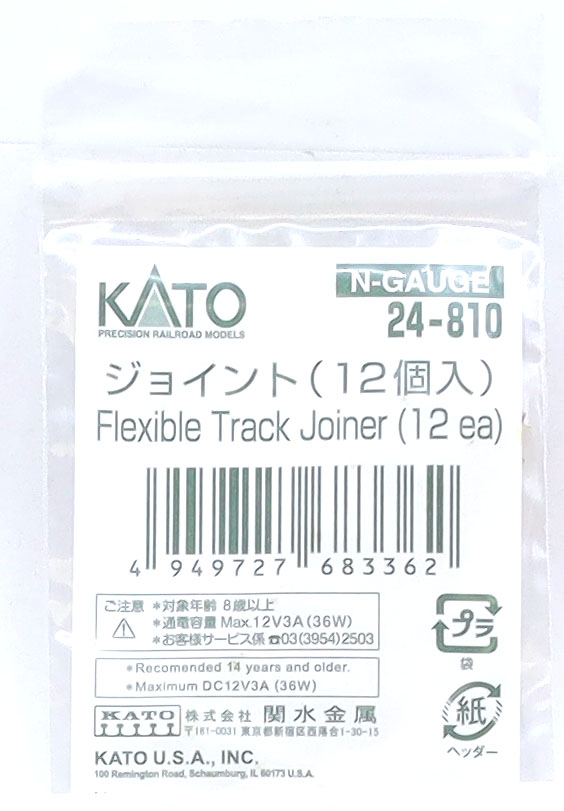 KATO
PRECISION RAILROAD MODELS
N-GAUGE
24-810
ジョイント(12個入)
Flexible Track Joiner (12 ea)
4 949727 683362
ご注意 *対象年齢 8歳以上
*通電容量 Max.12V3A(36W)
*お客様サービス係 ☎03(3954)2503
*Recomended 14 years and older.
*Maximum DC12V3A (36W)
プラ
袋
KATO 株式会社 関水金属
〒161-0031 東京都新宿区西落合1-30-15
紙
ヘッダー
KATO U.S.A., INC.
100 Remington Road, Schaumburg, IL 60173 U.S.A.